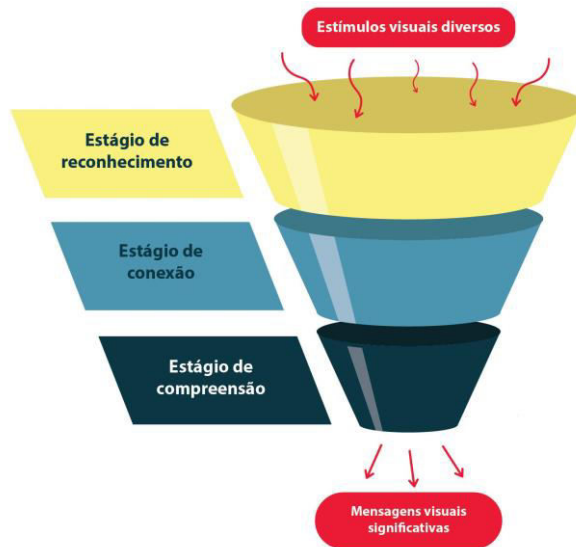 Estímulos visuais diversos
Estágio de
reconhecimento
Estágio de
conexão
Estágio de
compreensão
Mensagens visuais
significativas